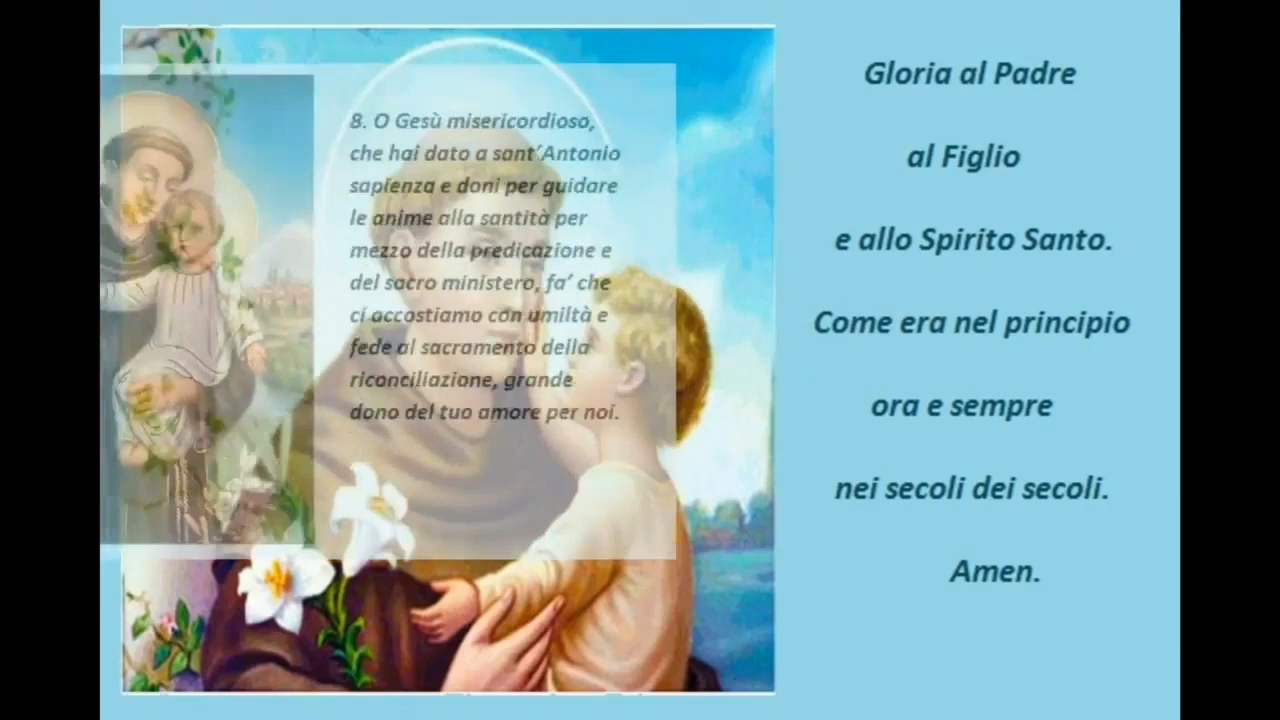 8. O Gesù misericordioso,
che hai dato a sant'Antonio
sapienza e doni per guidare
le anime alla santità per
mezzo della predicazione e
del sacro ministero, fa' che
ci accostiamo con umiltà e
fede al sacramento della
riconciliazione, grande
dono del tuo amore per noi.
Gloria al Padre
al Figlio
e allo Spirito Santo.
Come era nel principio
ora e sempre
nei secoli dei secoli.
Amen.